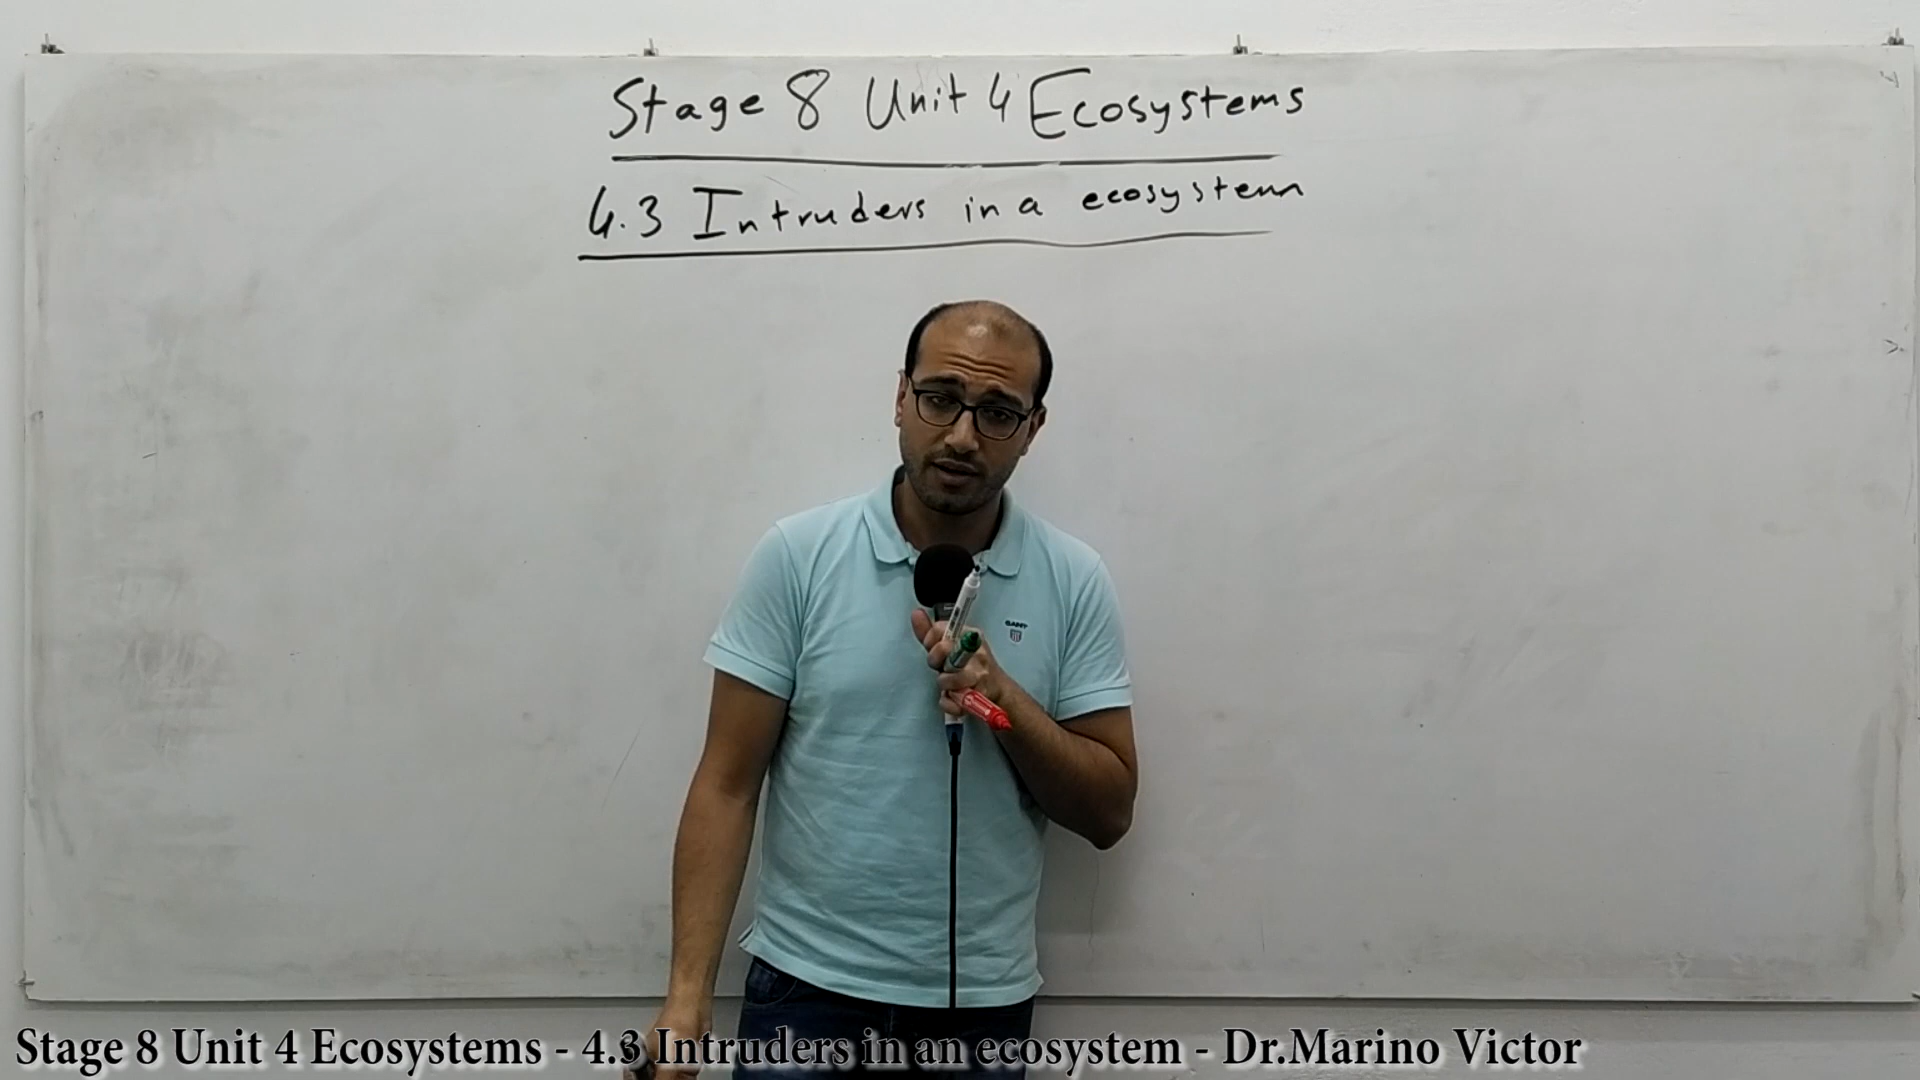 Stage 8 Unit 4 Ecosystems
4.3 Intruders in a ecosystem
GANT
Stage 8 Unit 4 Ecosystems - 4.3 Intruders in an ecosystem - Dr.Marino Victor